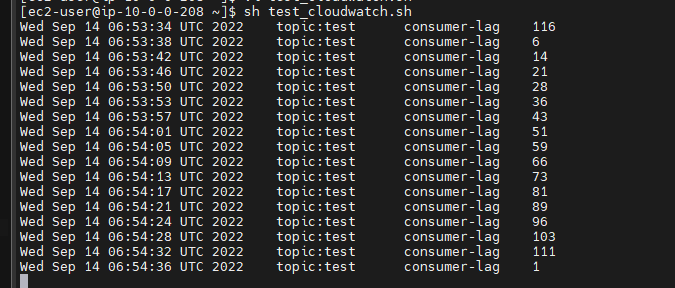 [ec2-user@ip-10-0-0-208 ~]$ sh test_cloudwatch.sh
Wed Sep 14 06:53:34 UTC 2022 topic:test consumer-lag 116
Wed Sep 14 06:53:38 UTC 2022 topic:test consumer-lag 6
Wed Sep 14 06:53:42 UTC 2022 topic:test consumer-lag 14
Wed Sep 14 06:53:46 UTC 2022 topic:test consumer-lag 21
Wed Sep 14 06:53:50 UTC 2022 topic:test consumer-lag 28
Wed Sep 14 06:53:53 UTC 2022 topic:test consumer-lag 36
Wed Sep 14 06:53:57 UTC 2022 topic:test consumer-lag 43
Wed Sep 14 06:54:01 UTC 2022 topic:test consumer-lag 51
Wed Sep 14 06:54:05 UTC 2022 topic:test consumer-lag 59
Wed Sep 14 06:54:09 UTC 2022 topic:test consumer-lag 66
Wed Sep 14 06:54:13 UTC 2022 topic:test consumer-lag 73
Wed Sep 14 06:54:17 UTC 2022 topic:test consumer-lag 81
Wed Sep 14 06:54:21 UTC 2022 topic:test consumer-lag 89
Wed Sep 14 06:54:24 UTC 2022 topic:test consumer-lag 96
Wed Sep 14 06:54:28 UTC 2022 topic:test consumer-lag 103
Wed Sep 14 06:54:32 UTC 2022 topic:test consumer-lag 111
Wed Sep 14 06:54:36 UTC 2022 topic:test consumer-lag 1